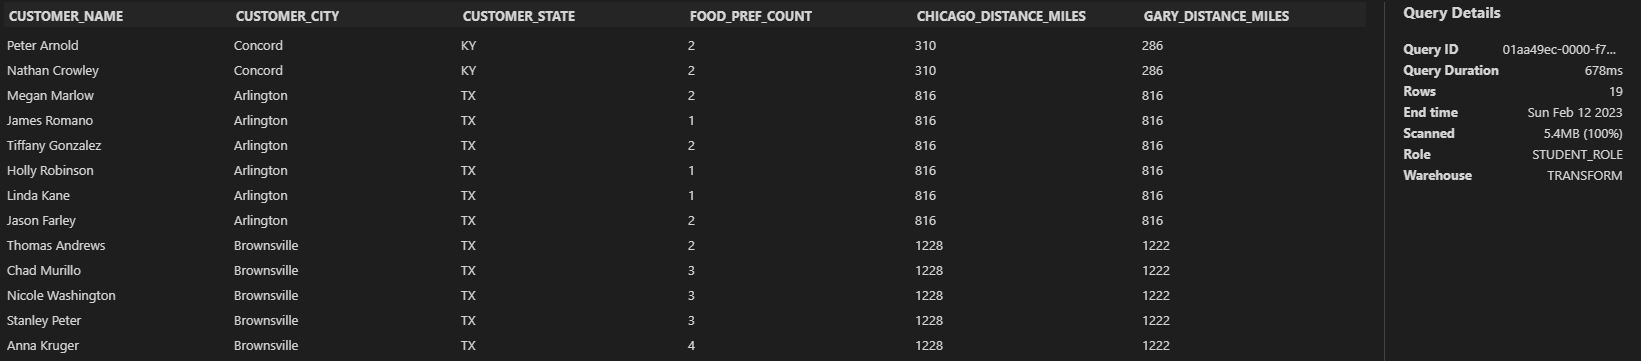 CUSTOMER_NAME CUSTOMER_CITY CUSTOMER_STATE FOOD_PREF_COUNT CHICAGO_DISTANCE_MILES GARY_DISTANCE_MILES
Peter Arnold Concord KY 2 310 286
Nathan Crowley Concord KY 2 310 286
Megan Marlow Arlington TX 2 816 816
James Romano Arlington TX 1 816 816
Tiffany Gonzalez Arlington TX 2 816 816
Holly Robinson Arlington TX 1 816 816
Linda Kane Arlington TX 1 816 816
Jason Farley Arlington TX 2 816 816
Thomas Andrews Brownsville TX 2 1228 1222
Chad Murillo Brownsville TX 3 1228 1222
Nicole Washington Brownsville TX 3 1228 1222
Stanley Peter Brownsville TX 3 1228 1222
Anna Kruger Brownsville TX 4 1228 1222
Query Details
Query ID 01aa49ec-0000-f7...
Query Duration 678ms
Rows 19
End time Sun Feb 12 2023
Scanned 5.4MB (100%)
Role STUDENT_ROLE
Warehouse TRANSFORM